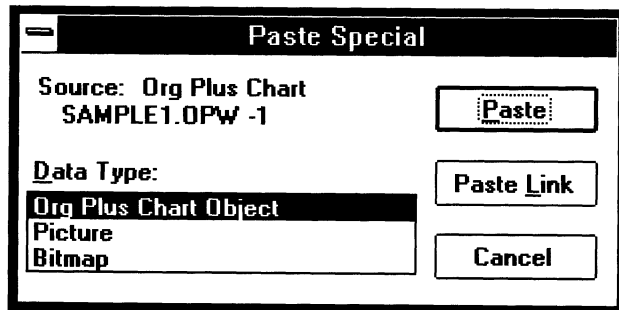 Paste Special
Source: Org Plus Chart
SAMPLE1.OPW -1
Paste
Data Type:
Paste Link
Org Plus Chart Object
Picture
Bitmap
Cancel